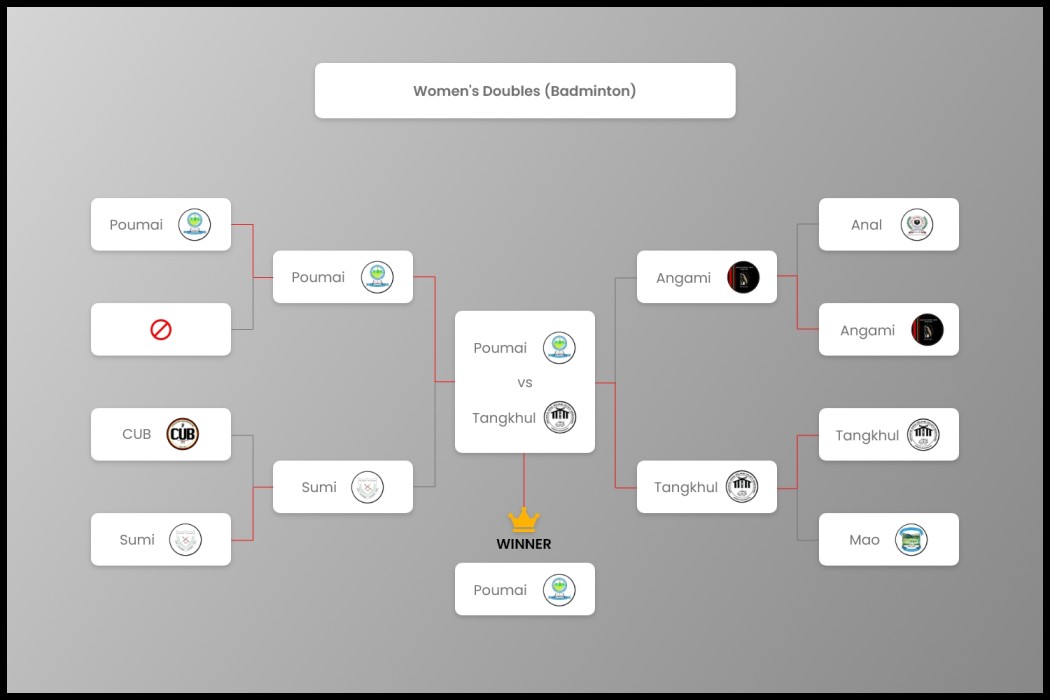 Women's Doubles (Badminton)
Poumai
Poumai
CUB
CUB
Sumi
Sumi
Poumai
vs
Tangkhul
WINNER
Poumai
Angami
Tangkhul
Anal
Angami
Tangkhul
Mao